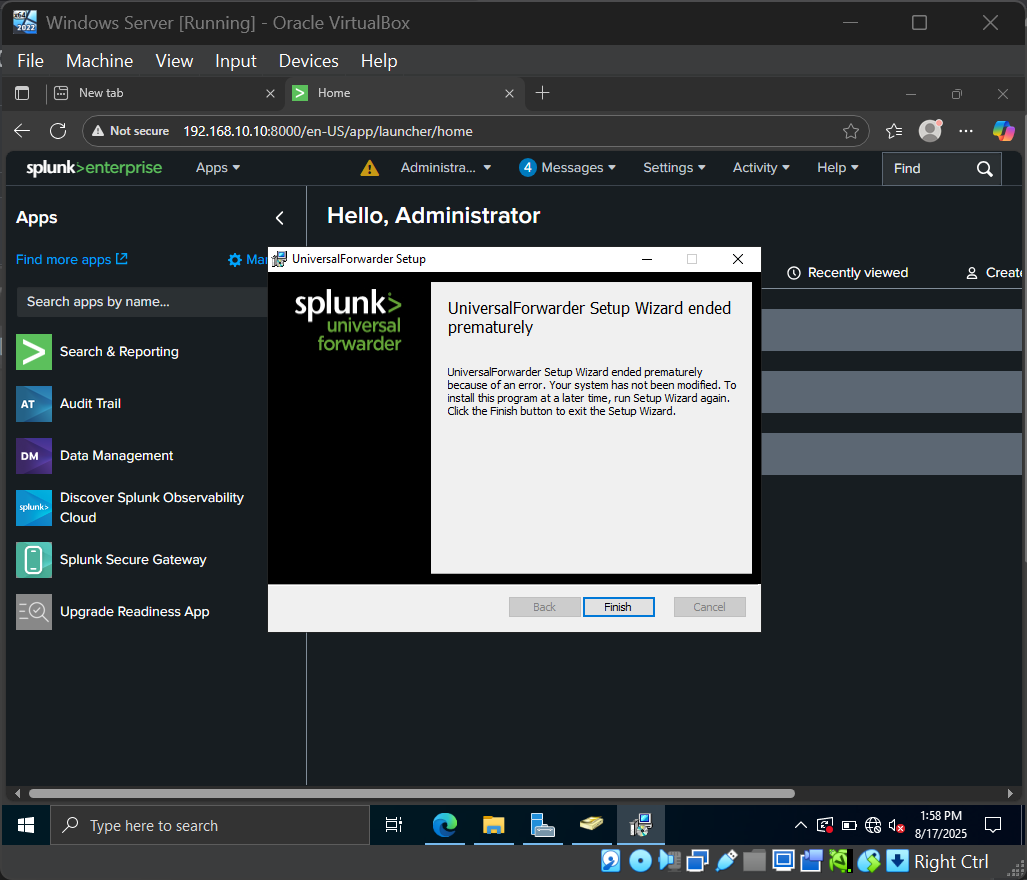 Windows Server [Running] - Oracle VirtualBox
File Machine View Input Devices Help
New tab
Home
Not secure 192.168.10.10:8000/en-US/app/launcher/home
splunk>enterprise Apps Administra... 4 Messages Settings Activity Help Find
Apps
Hello, Administrator
Find more apps
Mar
UniversalForwarder Setup
Recently viewed
Create
Search apps by name...
splunk>
universal
forwarder
UniversalForwarder Setup Wizard ended
prematurely
Search & Reporting
UniversalForwarder Setup Wizard ended prematurely
because of an error. Your system has not been modified. To
install this program at a later time, run Setup Wizard again.
Click the Finish button to exit the Setup Wizard.
AT Audit Trail
DM Data Management
splunk> Discover Splunk Observability
Cloud
Splunk Secure Gateway
Upgrade Readiness App
Back Finish Cancel
Type here to search
1:58 PM
8/17/2025
Right Ctrl